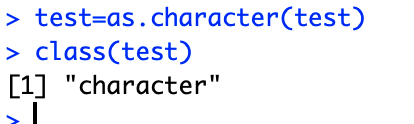 > test=as.character(test)
> class(test)
[1] "character"
>